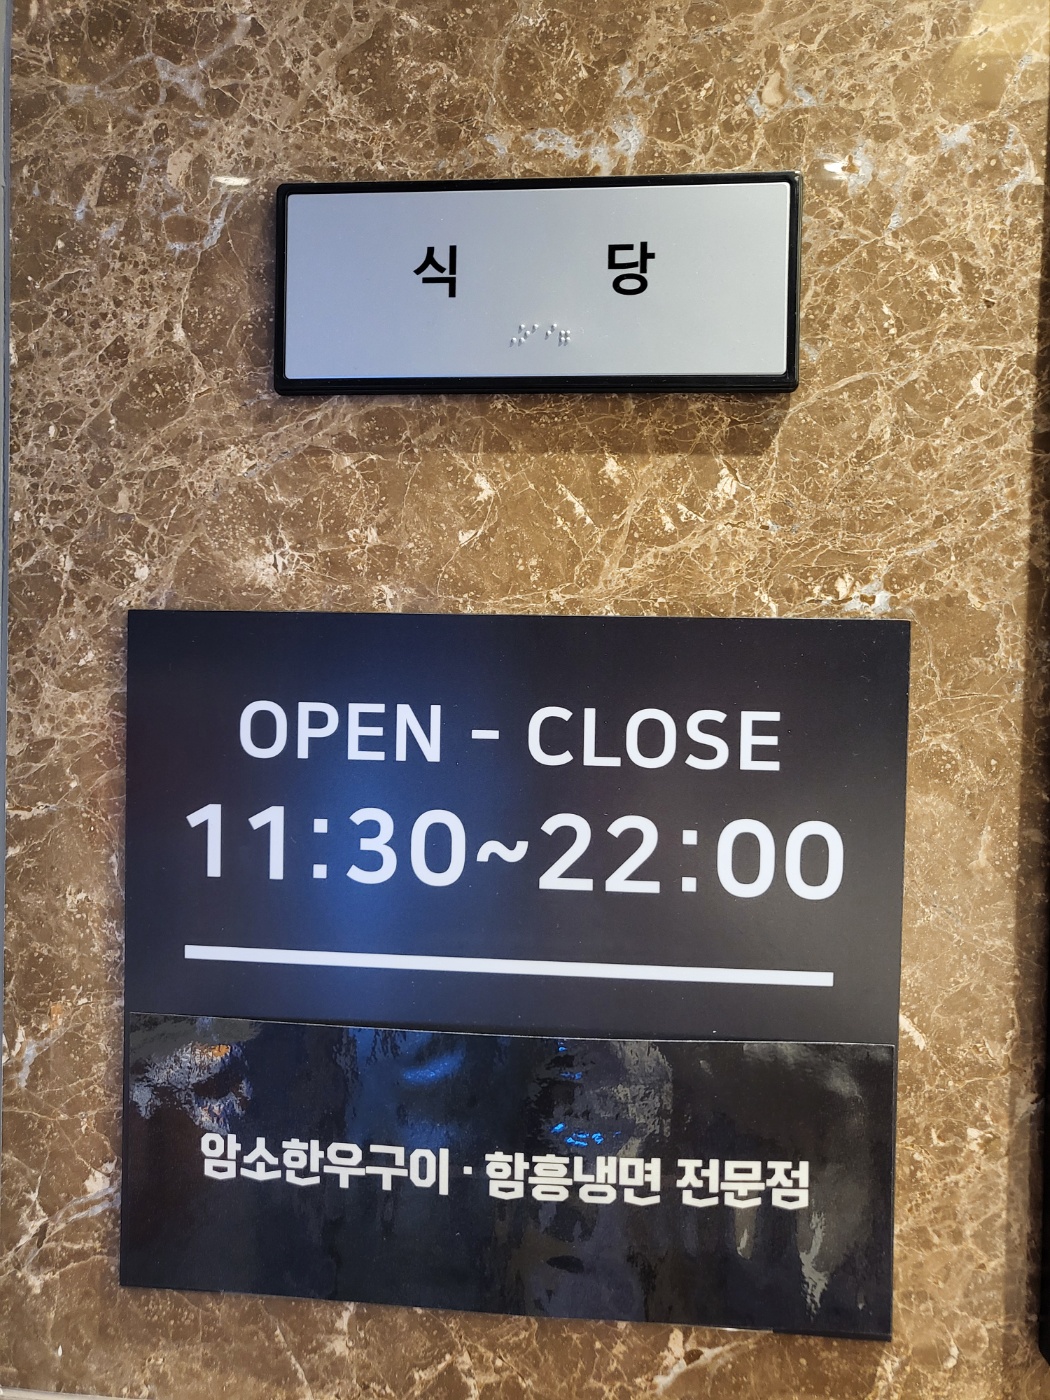 식 당
OPEN - CLOSE
11:30~22:00
암소한우구이 · 함흥냉면 전문점